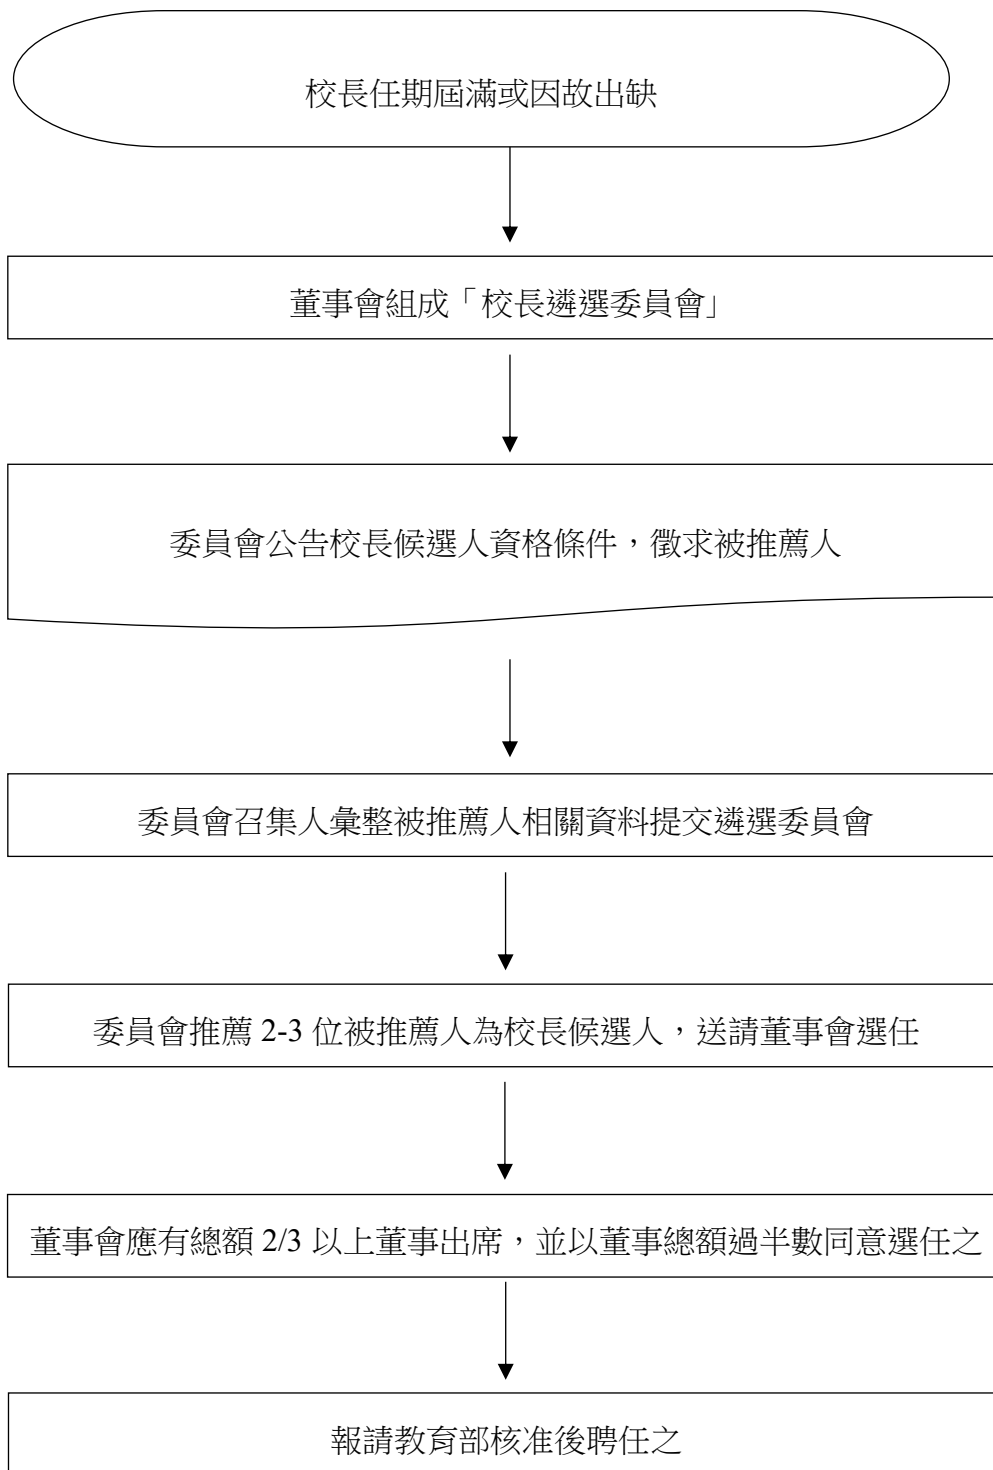 校長任期屆滿或因故出缺
董事會組成「校長遴選委員會」
委員會公告校長候選人資格條件，徵求被推薦人
委員會召集人彙整被推薦人相關資料提交遴選委員會
委員會推薦 2-3 位被推薦人為校長候選人，送請董事會選任
董事會應有總額 2/3 以上董事出席，並以董事總額過半數同意選任之
報請教育部核准後聘任之